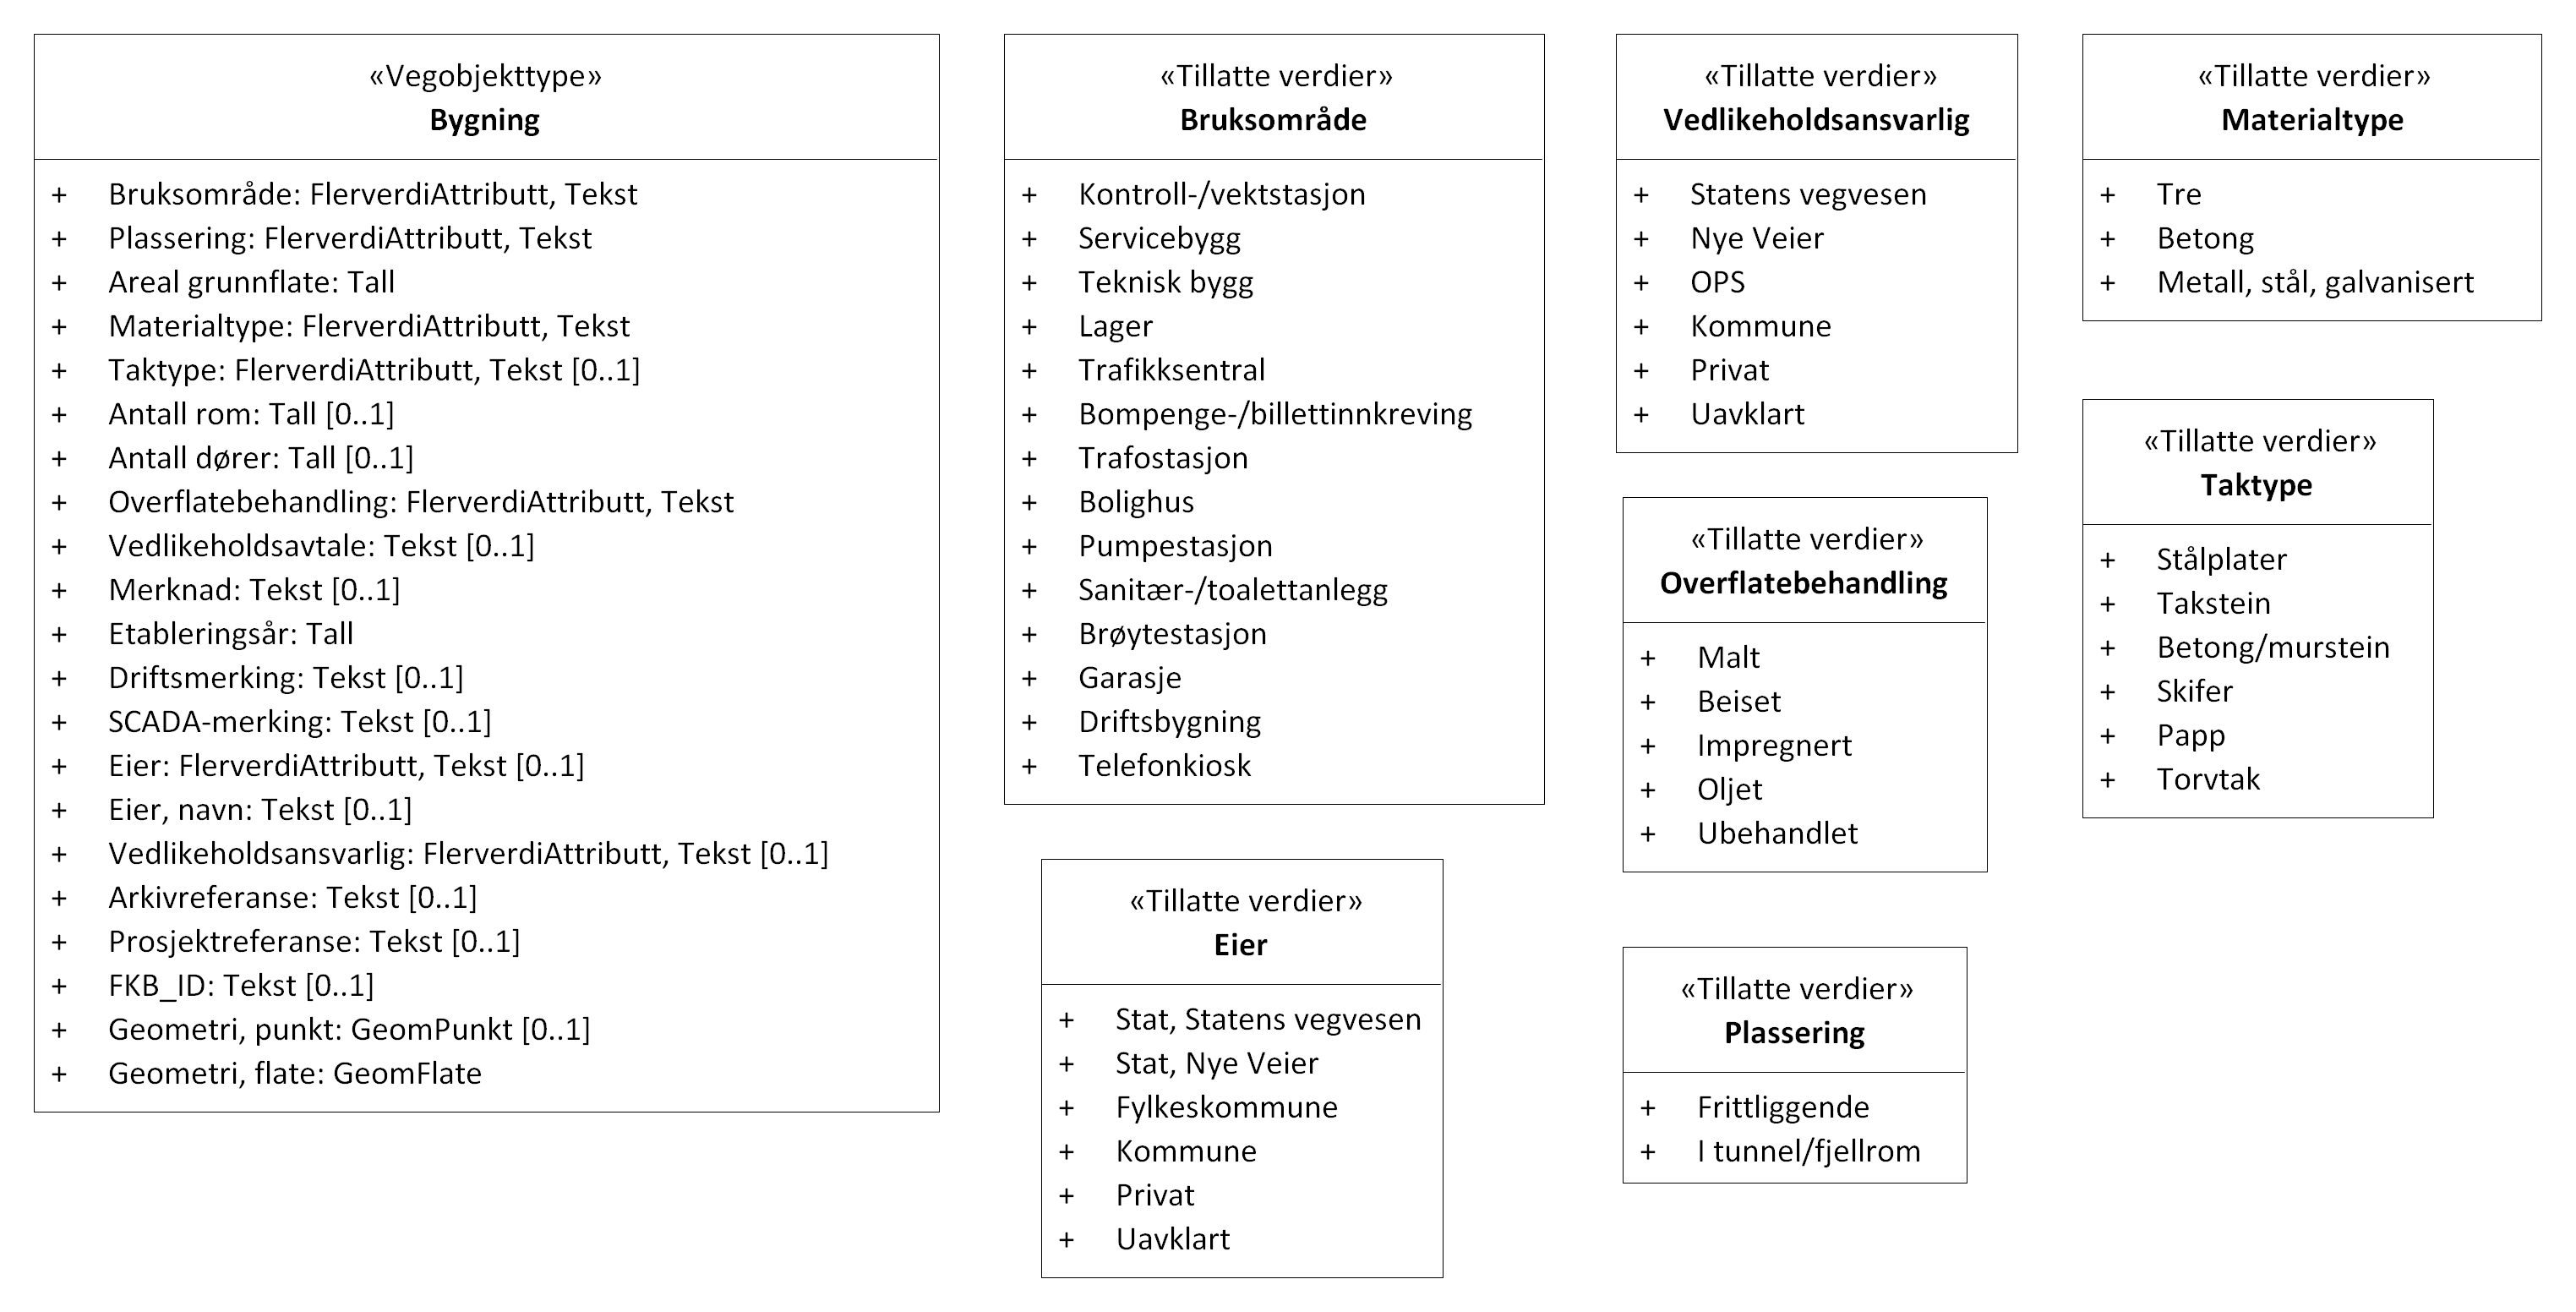 «Vegobjekttype»
Bygning
+ Bruksområde: FlerverdiAttributt, Tekst
+ Plassering: FlerverdiAttributt, Tekst
+ Areal grunnflate: Tall
+ Materialtype: FlerverdiAttributt, Tekst
+ Taktype: FlerverdiAttributt, Tekst [0..1]
+ Antall rom: Tall [0..1]
+ Antall dører: Tall [0..1]
+ Overflatebehandling: FlerverdiAttributt, Tekst
+ Vedlikeholdsavtale: Tekst [0..1]
+ Merknad: Tekst [0..1]
+ Etableringsår: Tall
+ Driftsmerking: Tekst [0..1]
+ SCADA-merking: Tekst [0..1]
+ Eier: FlerverdiAttributt, Tekst [0..1]
+ Eier, navn: Tekst [0..1]
+ Vedlikeholdsansvarlig: FlerverdiAttributt, Tekst [0..1]
+ Arkivreferanse: Tekst [0..1]
+ Prosjektreferanse: Tekst [0..1]
+ FKB_ID: Tekst [0..1]
+ Geometri, punkt: GeomPunkt [0..1]
+ Geometri, flate: GeomFlate
«Tillatte verdier»
Bruksområde
+ Kontroll-/vektstasjon
+ Servicebygg
+ Teknisk bygg
+ Lager
+ Trafikksentral
+ Bompenge-/billettinnkreving
+ Trafostasjon
+ Bolighus
+ Pumpestasjon
+ Sanitær-/toalettanlegg
+ Brøytestasjon
+ Garasje
+ Driftsbygning
+ Telefonkiosk
«Tillatte verdier»
Eier
+ Stat, Statens vegvesen
+ Stat, Nye Veier
+ Fylkeskommune
+ Kommune
+ Privat
+ Uavklart
«Tillatte verdier»
Vedlikeholdsansvarlig
+ Statens vegvesen
+ Nye Veier
+ OPS
+ Kommune
+ Privat
+ Uavklart
«Tillatte verdier»
Overflatebehandling
+ Malt
+ Beiset
+ Impregnert
+ Oljet
+ Ubehandlet
«Tillatte verdier»
Plassering
+ Frittliggende
+ I tunnel/fjellrom
«Tillatte verdier»
Materialtype
+ Tre
+ Betong
+ Metall, stål, galvanisert
«Tillatte verdier»
Taktype
+ Stålplater
+ Takstein
+ Betong/murstein
+ Skifer
+ Papp
+ Torvtak